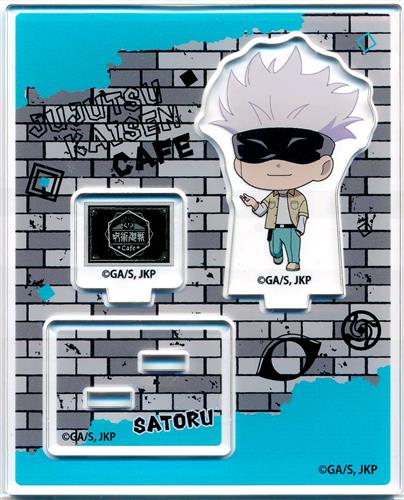 JUJUTSU
KAISEN
CAFE
呪術廻戦
Cafe
©GA/S, JKP
©GA/S, JKP
SATORU
©GA/S, JKP
©GA/S, JKP